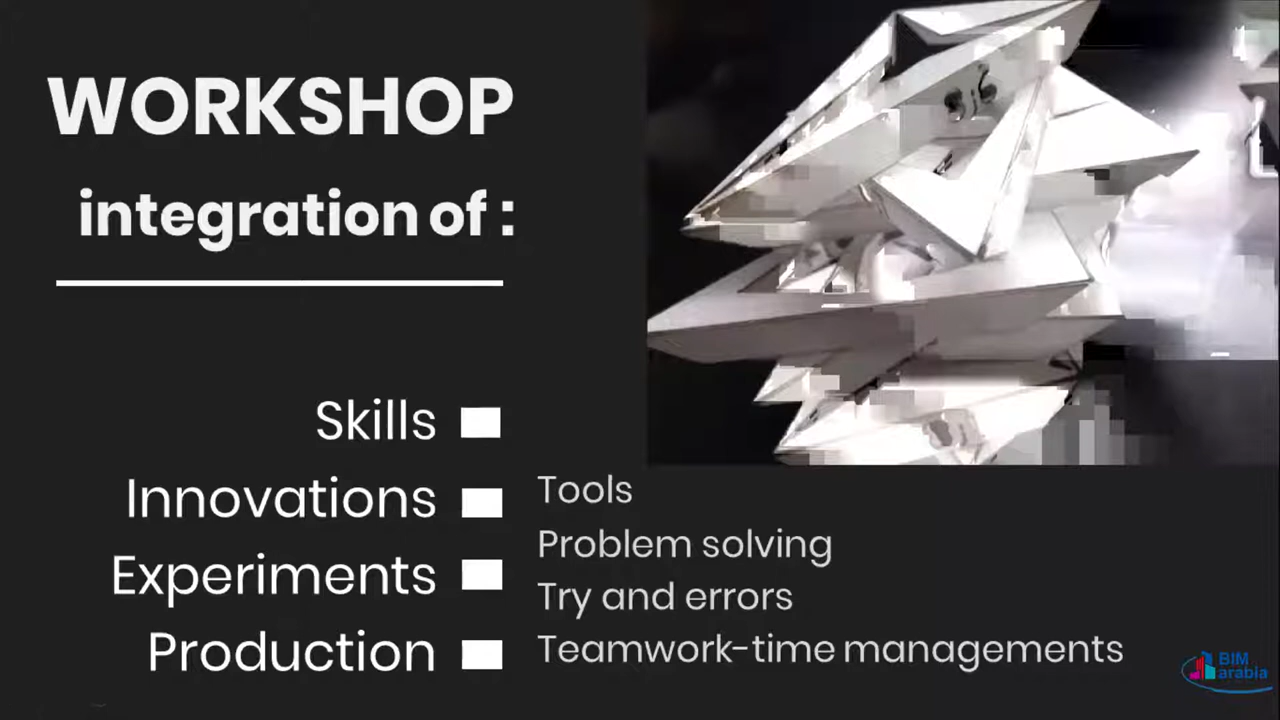 WORKSHOP
integration of :
Skills
Innovations
Experiments
Production
Tools
Problem solving
Try and errors
Teamwork-time managements
BIM
arabia